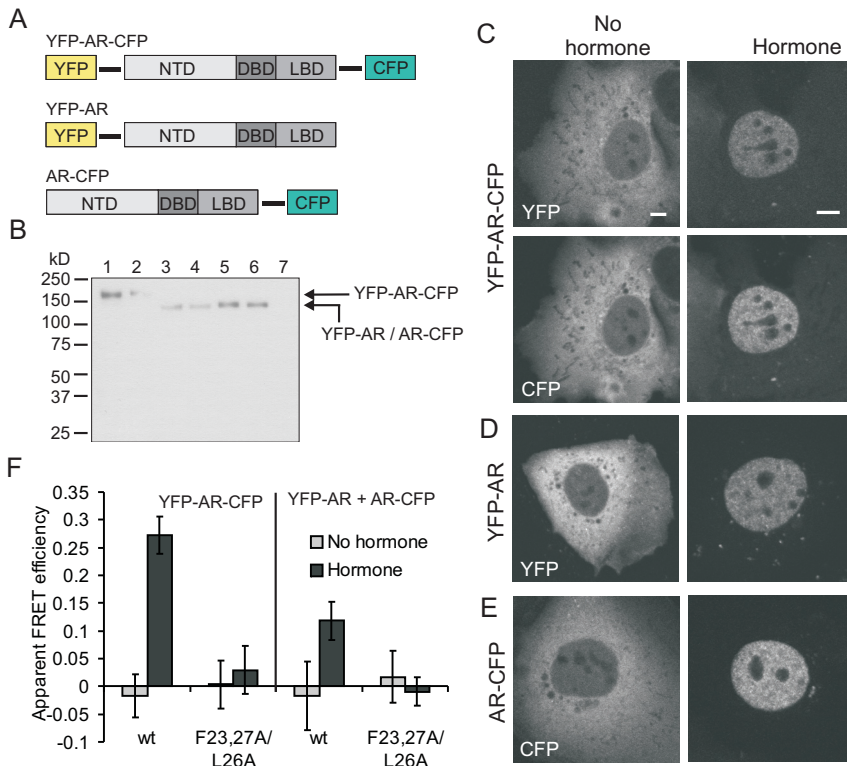 A
YFP-AR-CFP
YFP NTD DBD LBD CFP
YFP-AR
YFP NTD DBD LBD
AR-CFP
NTD DBD LBD CFP
B
kD
1 2 3 4 5 6 7
250
150
100
75
50
37
25
YFP-AR-CFP
YFP-AR / AR-CFP
C
No
hormone
Hormone
YFP-AR-CFP
YFP
CFP
D
YFP-AR
YFP
E
AR-CFP
CFP
F
Apparent FRET efficiency
0.35
0.3
0.25
0.2
0.15
0.1
0.05
0
-0.05
-0.1
YFP-AR-CFP
YFP-AR + AR-CFP
No hormone
Hormone
wt
F23,27A/
L26A
wt
F23,27A/
L26A